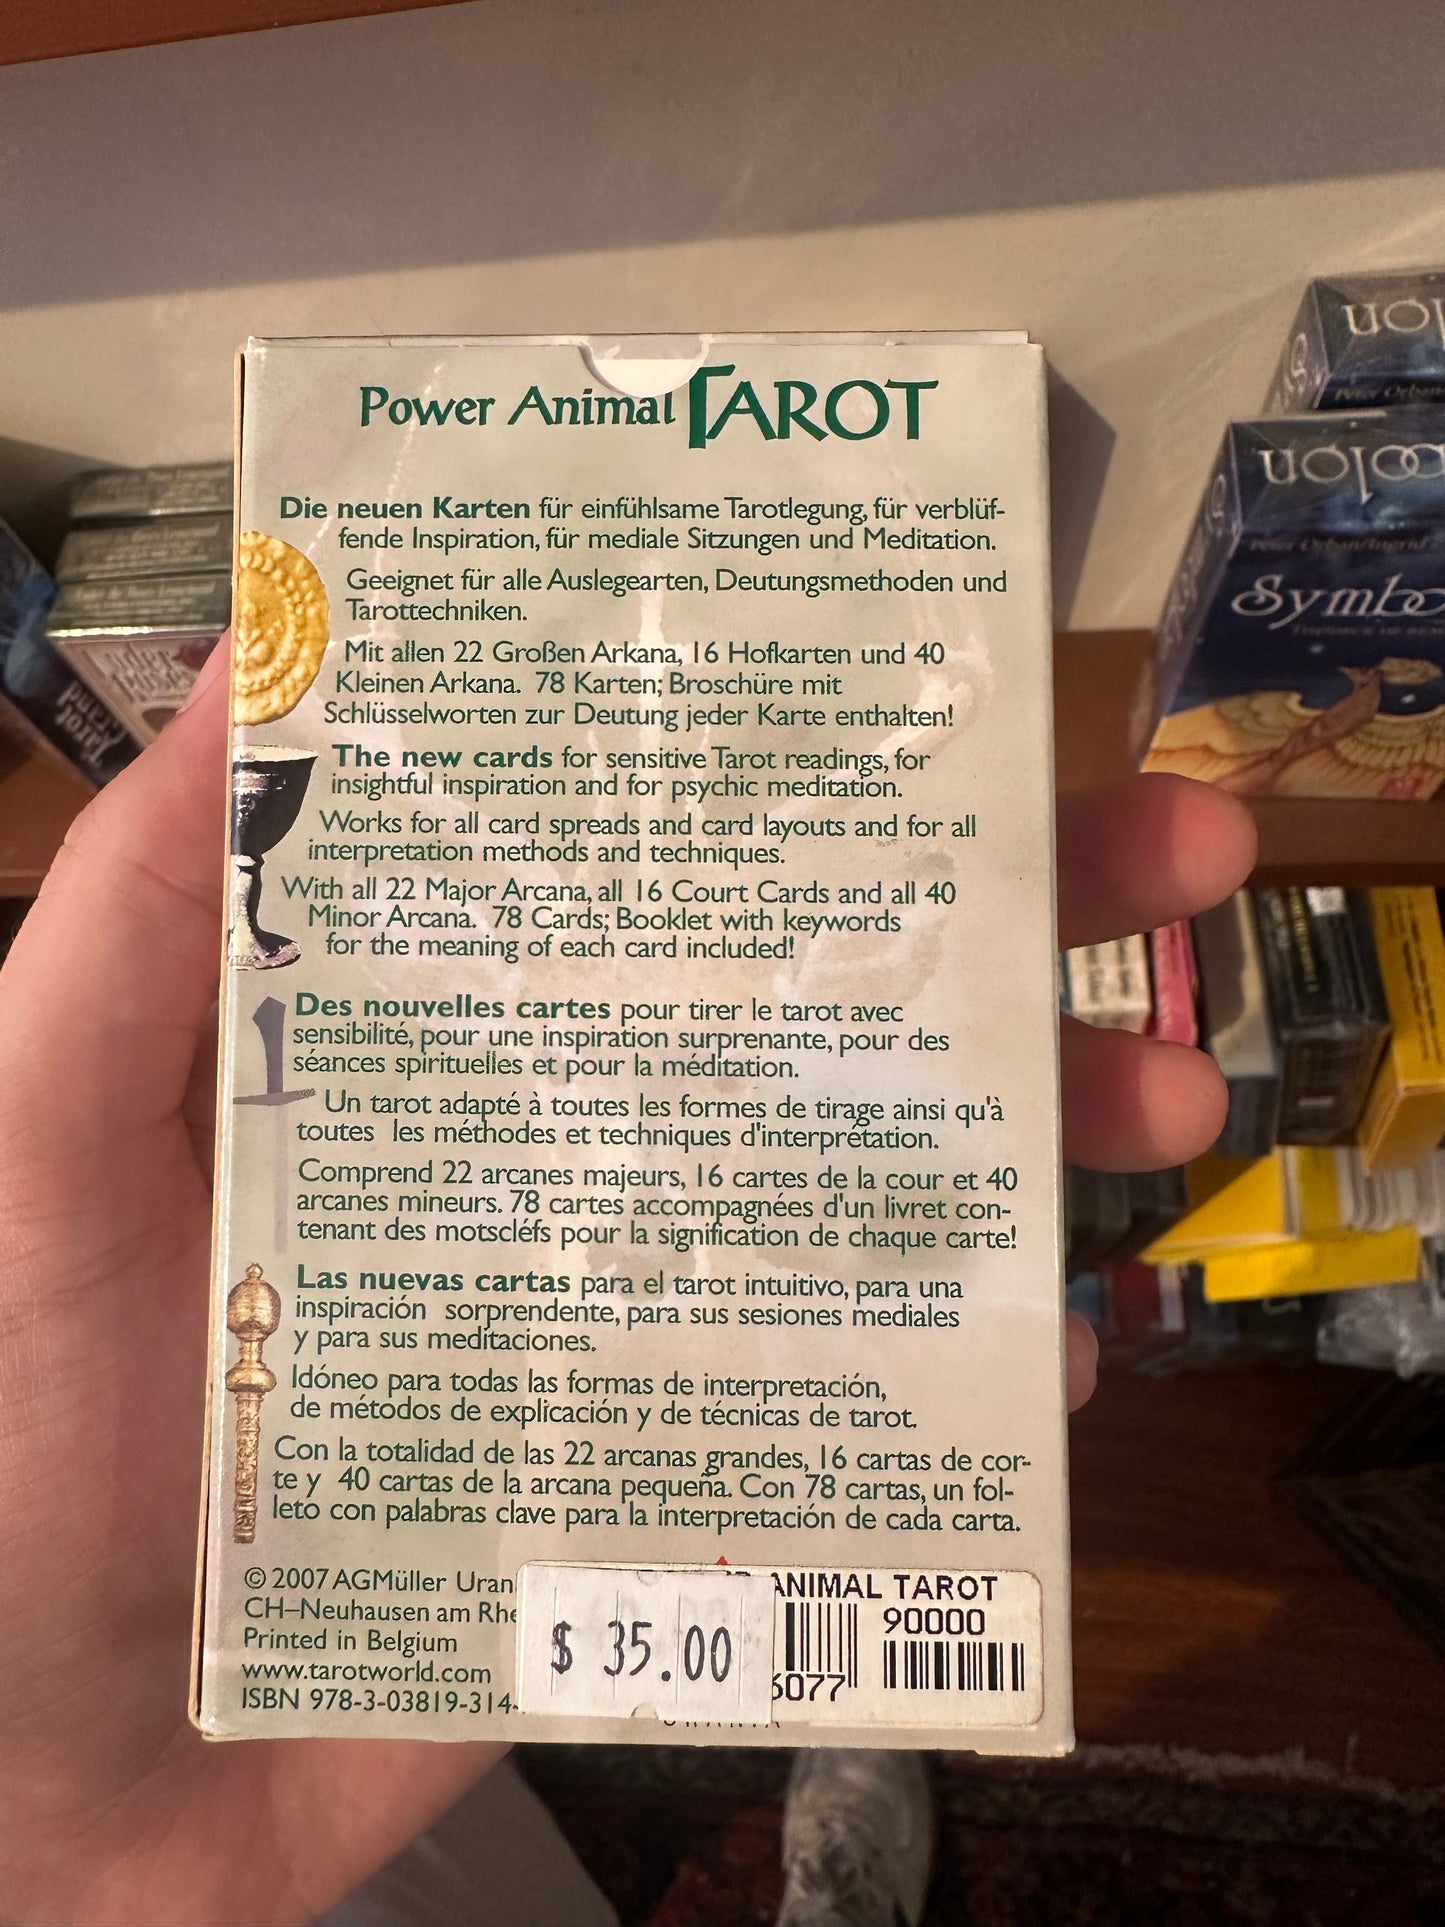 Power Animal TAROT
Die neuen Karten für einfühlsame Tarotlegung, für verblüf-
fende Inspiration, für mediale Sitzungen und Meditation.
Geeignet für alle Auslegearten, Deutungsmethoden und
Tarottechniken.
Mit allen 22 Großen Arkana, 16 Hofkarten und 40
Kleinen Arkana. 78 Karten; Broschüre mit
Schlüsselworten zur Deutung jeder Karte enthalten!
The new cards for sensitive Tarot readings, for
insightful inspiration and for psychic meditation.
Works for all card spreads and card layouts and for all
interpretation methods and techniques.
With all 22 Major Arcana, all 16 Court Cards and all 40
Minor Arcana. 78 Cards; Booklet with keywords
for the meaning of each card included!
Des nouvelles cartes pour tirer le tarot avec
sensibilité, pour une inspiration surprenante, pour des
séances spirituelles et pour la méditation.
Un tarot adapté à toutes les formes de tirage ainsi qu'à
toutes les méthodes et techniques d'interprétation.
Comprend 22 arcanes majeurs, 16 cartes de la cour et 40
arcanes mineurs. 78 cartes accompagnées d'un livret con-
tenant des motscléfs pour la signification de chaque carte!
Las nuevas cartas para el tarot intuitivo, para una
inspiración sorprendente, para sus sesiones mediales
y para sus meditaciones.
Idóneo para todas las formas de interpretación,
de métodos de explicación y de técnicas de tarot.
Con la totalidad de las 22 arcanas grandes, 16 cartas de cor-
te y 40 cartas de la arcana pequeña. Con 78 cartas, un fol-
leto con palabras clave para la interpretación de cada carta.
© 2007 AGMüller Uran
CH–Neuhausen am Rhe
Printed in Belgium
www.tarotworld.com
ISBN 978-3-03819-314-
$ 35.00
ANIMAL TAROT
90000
6077
Symbo